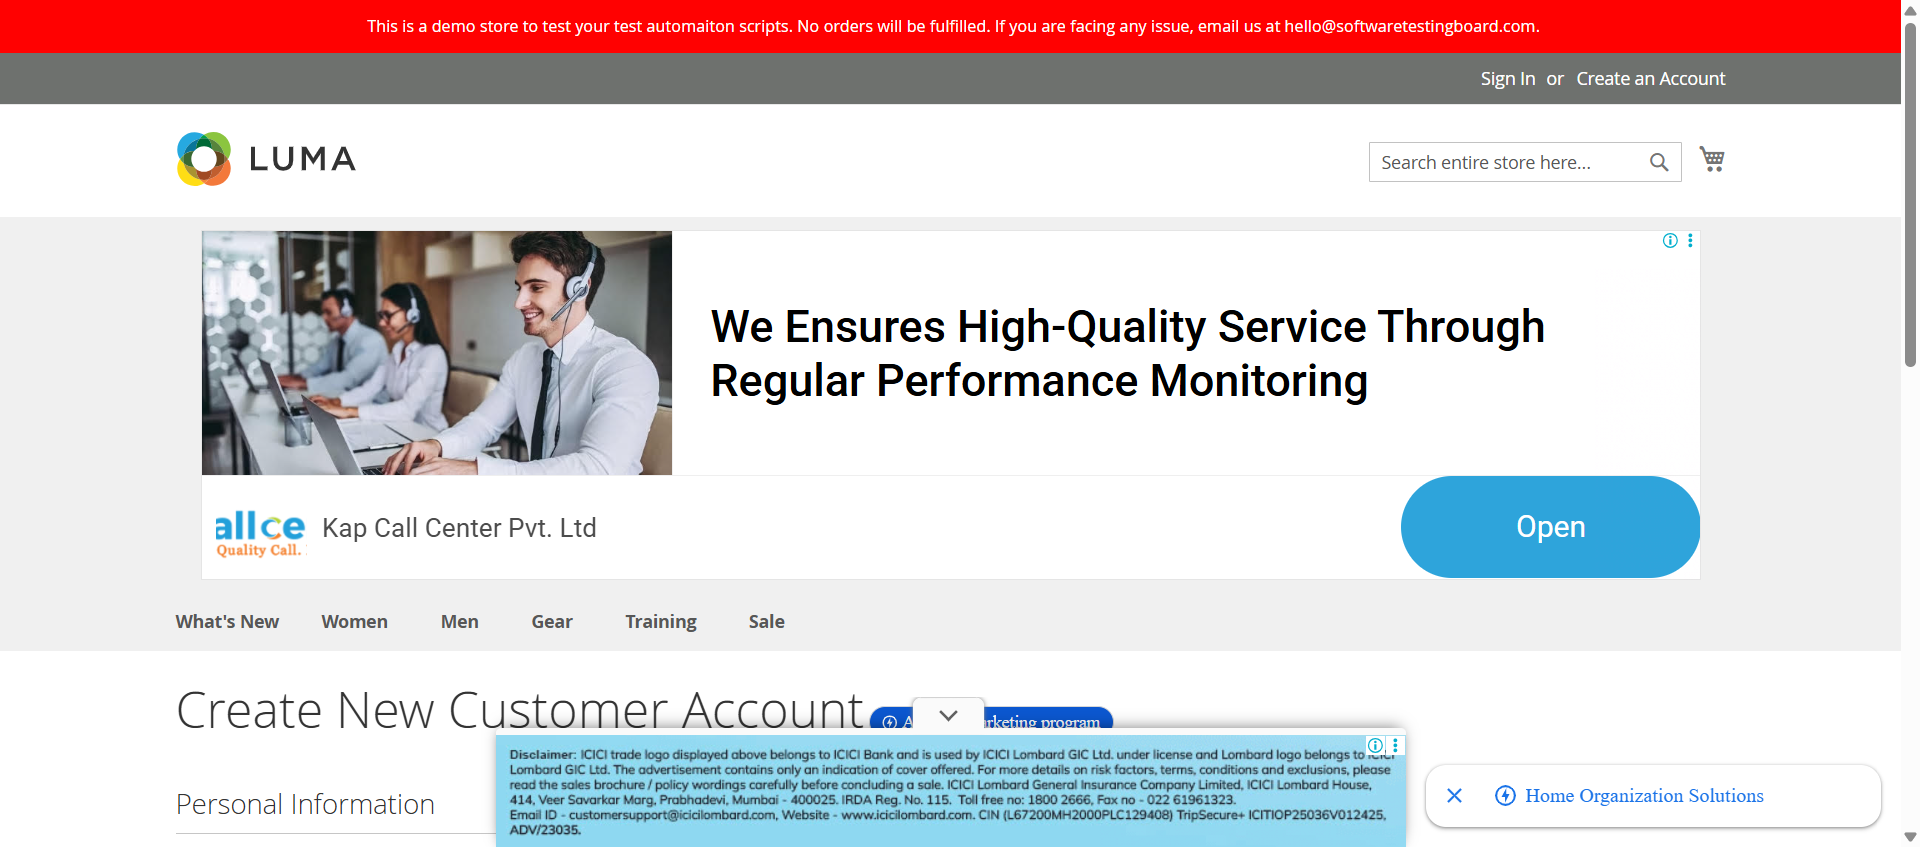 This is a demo store to test your test automaiton scripts. No orders will be fulfilled. If you are facing any issue, email us at hello@softwaretestingboard.com.
Sign In or Create an Account
LUMA
Search entire store here...
We Ensures High-Quality Service Through
Regular Performance Monitoring
allce
Quality Call.
Kap Call Center Pvt. Ltd
Open
What's New Women Men Gear Training Sale
Create New Customer Account
program
Disclaimer: ICICI trade logo displayed above belongs to ICICI Bank and is used by ICICI Lombard GIC Ltd. under license and Lombard logo belongs to ICICI
Lombard GIC Ltd. The advertisement contains only an indication of cover offered. For more details on risk factors, terms, conditions and exclusions, please
read the sales brochure / policy wordings carefully before concluding a sale. ICICI Lombard General Insurance Company Limited, ICICI Lombard House,
414, Veer Savarkar Marg, Prabhadevi, Mumbai - 400025. IRDA Reg. No. 115. Toll free no: 1800 2666, Fax no - 022 61961323.
Email ID - customersupport@icicilombard.com, Website - www.icicilombard.com. CIN (L67200MH2000PLC129408) TripSecure+ ICITIOP25036V012425,
ADV/23035.
Home Organization Solutions
Personal Information